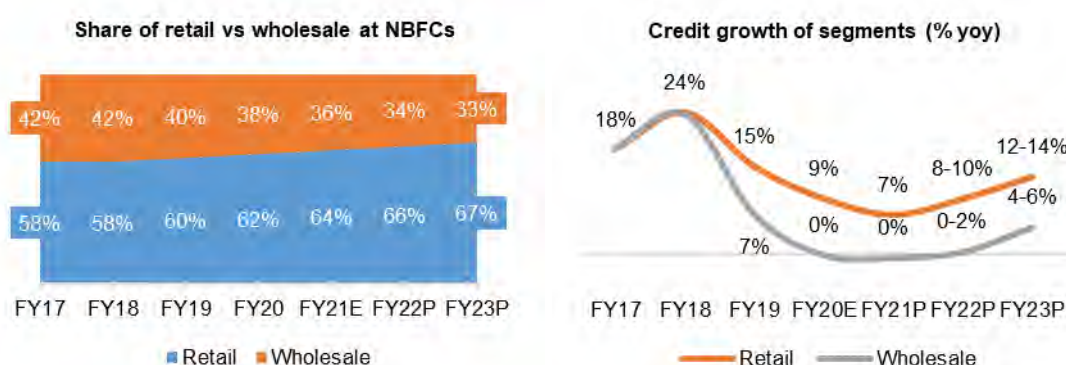 Share of retail vs wholesale at NBFCs
42% 42% 40% 38% 36% 34% 33%
58% 58% 60% 62% 64% 66% 67%
FY17 FY18 FY19 FY20 FY21E FY22P FY23P
Retail Wholesale
Credit growth of segments (% yoy)
18% 24% 15% 9% 7% 8-10% 12-14%
7% 0% 0% 0-2% 4-6%
FY17 FY18 FY19 FY20E FY21P FY22P FY23P
Retail Wholesale